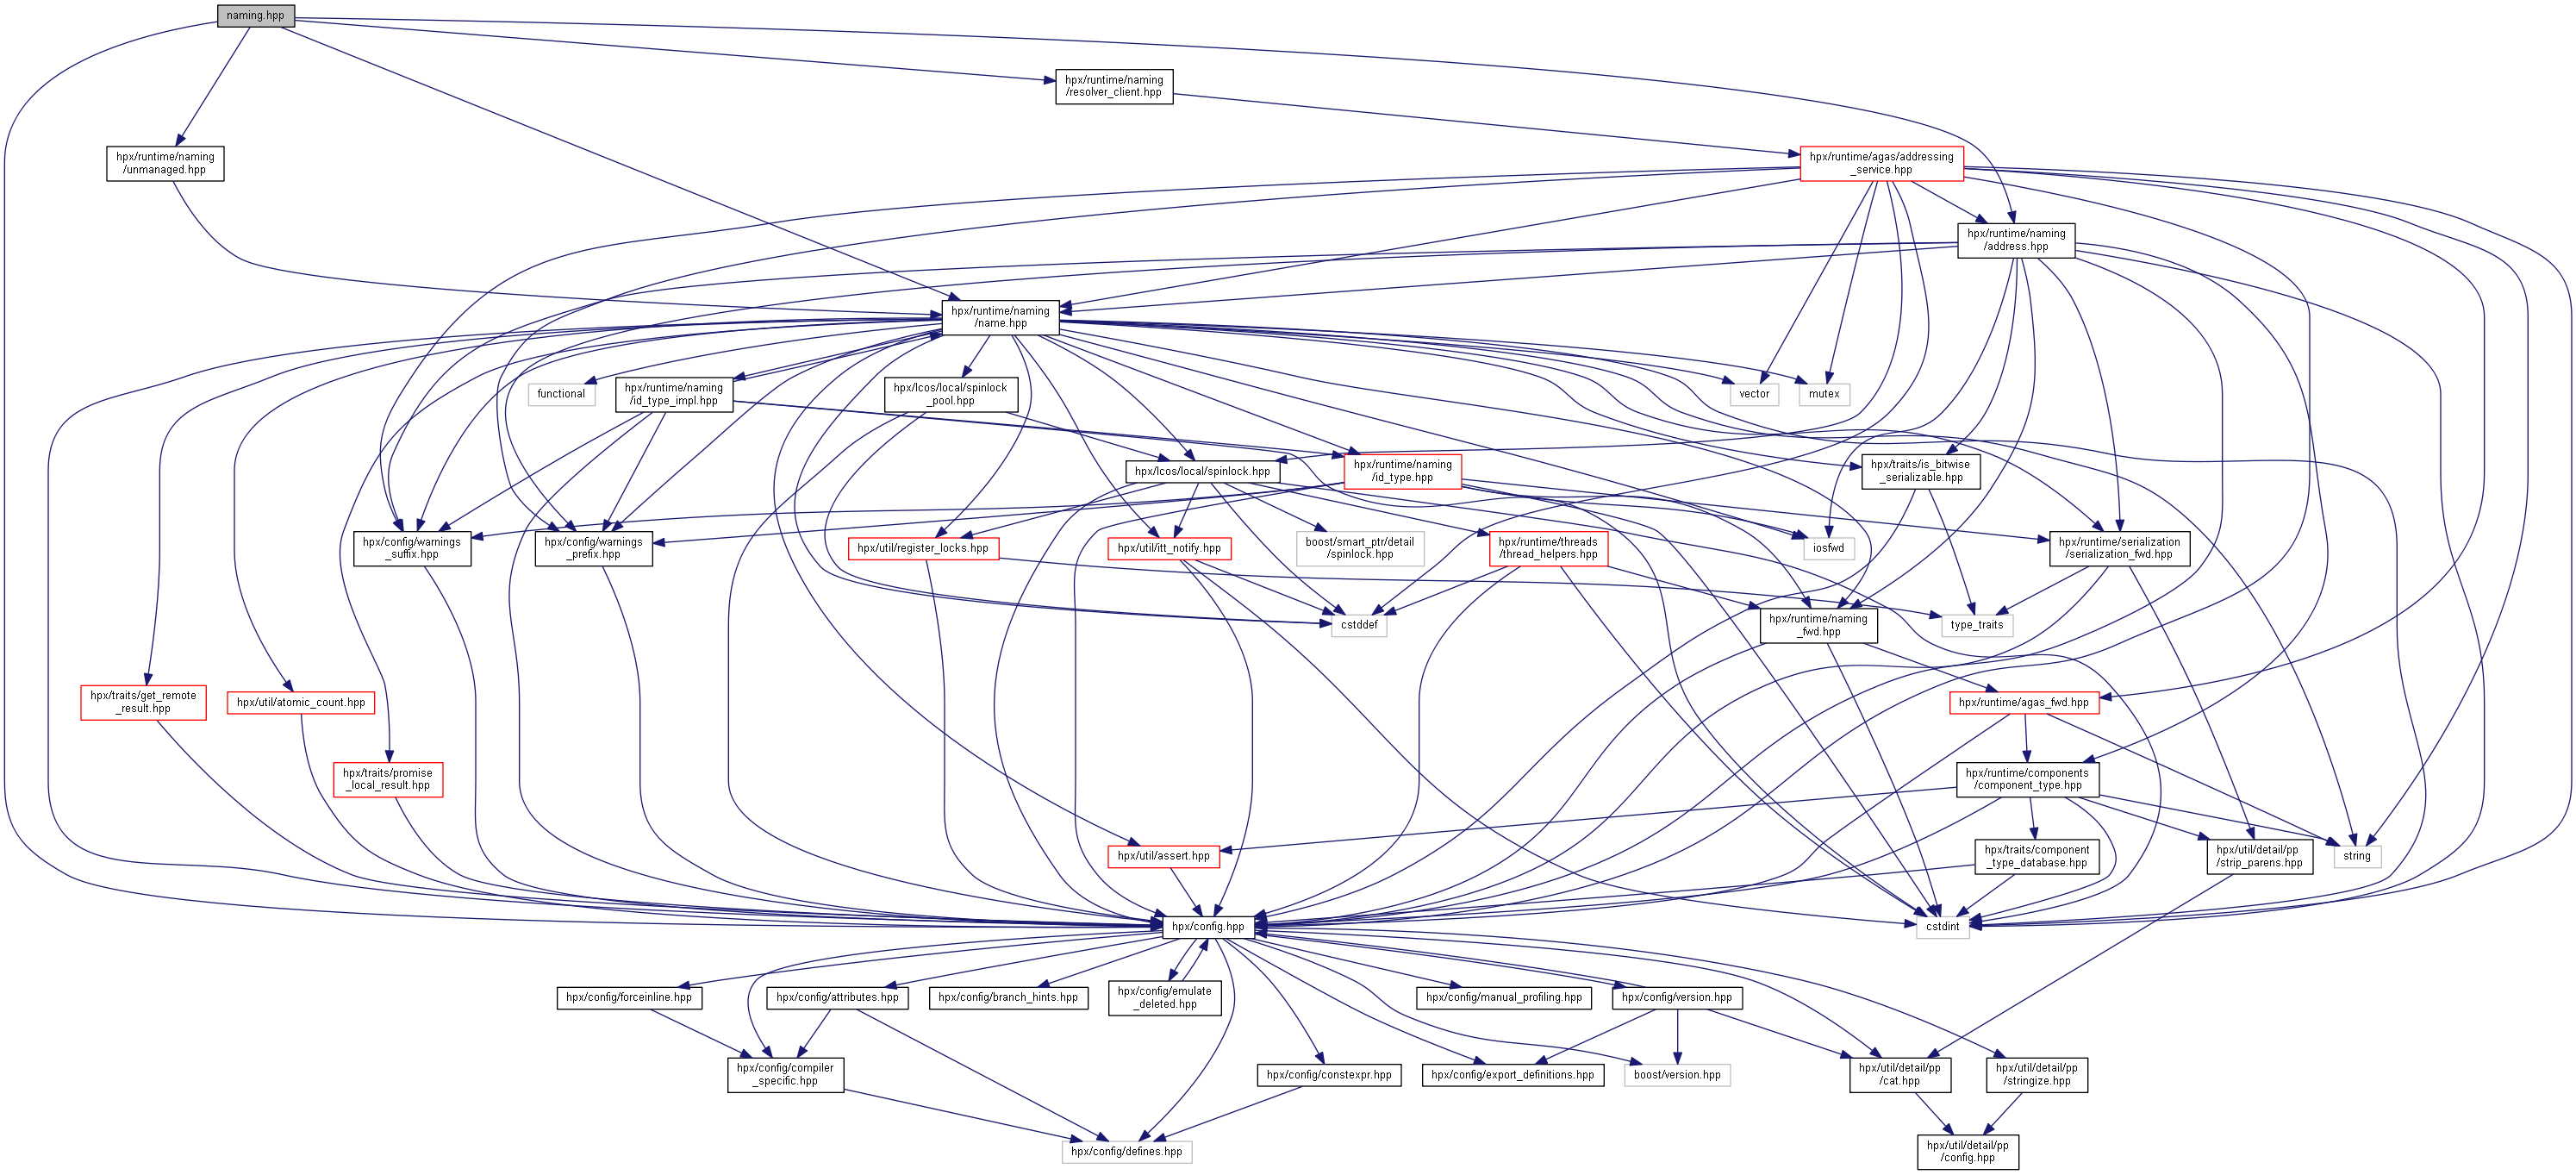 naming.hpp
hpx/runtime/naming
/resolver_client.hpp
hpx/runtime/naming
/unmanaged.hpp
hpx/runtime/agas/addressing
_service.hpp
hpx/runtime/naming
/address.hpp
hpx/runtime/naming
/name.hpp
functional
hpx/runtime/naming
/id_type_impl.hpp
hpx/lcos/local/spinlock
_pool.hpp
vector
mutex
hpx/lcos/local/spinlock.hpp
hpx/runtime/naming
/id_type.hpp
hpx/traits/is_bitwise
_serializable.hpp
hpx/config/warnings
_suffix.hpp
hpx/config/warnings
_prefix.hpp
hpx/util/register_locks.hpp
hpx/util/itt_notify.hpp
boost/smart_ptr/detail
/spinlock.hpp
hpx/runtime/threads
/thread_helpers.hpp
iosfwd
hpx/runtime/serialization
/serialization_fwd.hpp
cstddef
hpx/runtime/naming
_fwd.hpp
type_traits
hpx/traits/get_remote
_result.hpp
hpx/util/atomic_count.hpp
hpx/runtime/agas_fwd.hpp
hpx/traits/promise
_local_result.hpp
hpx/runtime/components
/component_type.hpp
hpx/util/assert.hpp
hpx/traits/component
_type_database.hpp
hpx/util/detail/pp
/strip_parens.hpp
string
hpx/config.hpp
cstdint
hpx/config/forceinline.hpp
hpx/config/attributes.hpp
hpx/config/branch_hints.hpp
hpx/config/emulate
_deleted.hpp
hpx/config/manual_profiling.hpp
hpx/config/version.hpp
hpx/config/compiler
_specific.hpp
hpx/config/constexpr.hpp
hpx/config/export_definitions.hpp
boost/version.hpp
hpx/util/detail/pp
/cat.hpp
hpx/util/detail/pp
/stringize.hpp
hpx/config/defines.hpp
hpx/util/detail/pp
/config.hpp